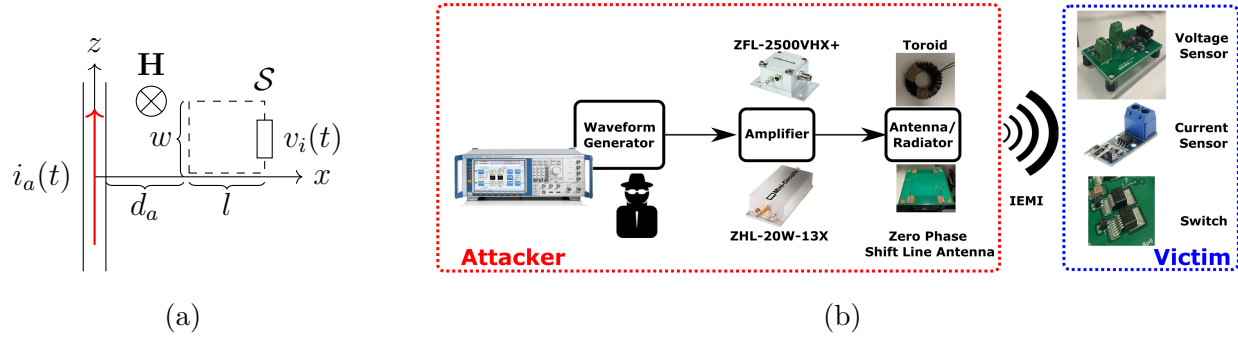 z
H
S
w
v_i(t)
i_a(t)
x
d_a
l
(a)
ZFL-2500VHX+
Toroid
Waveform
Generator
Amplifier
Antenna/
Radiator
ZHL-20W-13X
Zero Phase
Shift Line Antenna
Attacker
IEMI
Voltage
Sensor
Current
Sensor
Switch
Victim
(b)